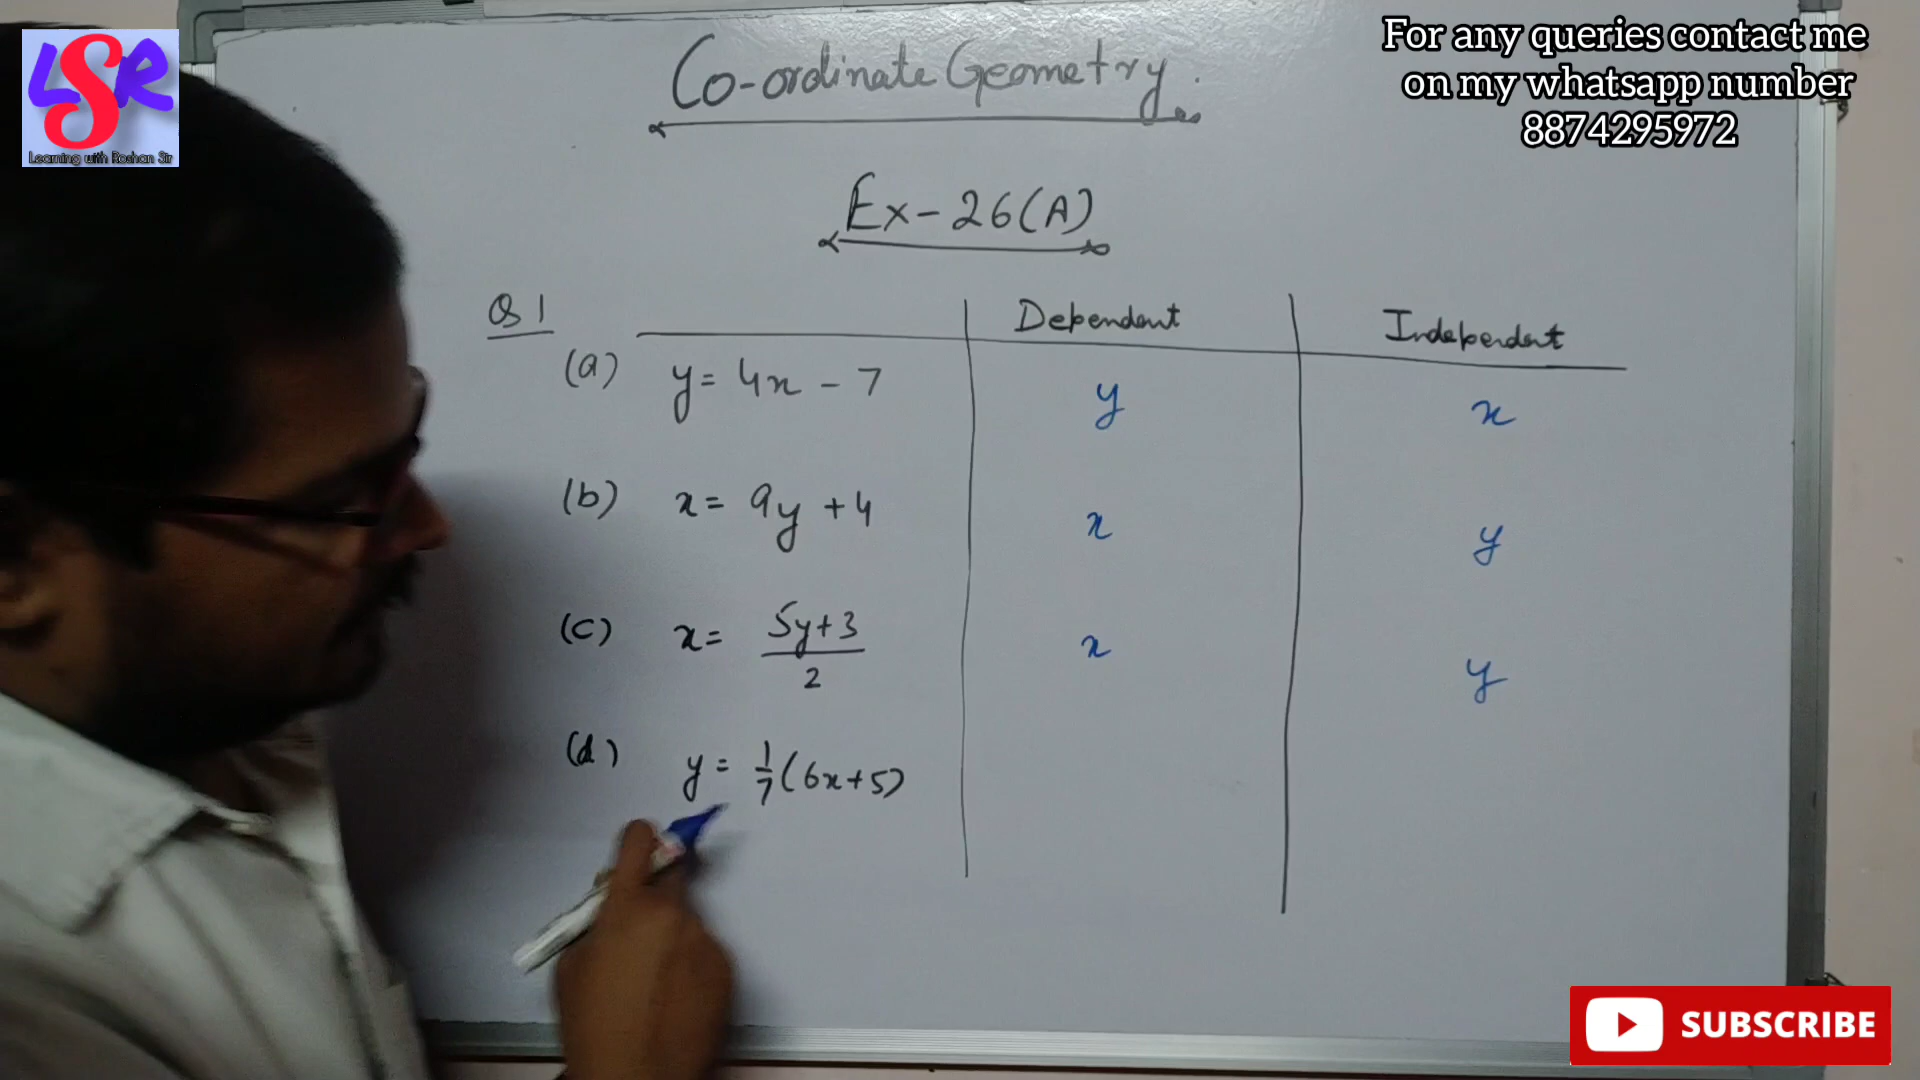 LSR
Learning with Roshan Sir
For any queries contact me
on my whatsapp number
8874295972
Co-ordinate Geometry.
Ex-26(A)
Q1 Dependent Independent
(a) y = 4x - 7 y x
(b) x = 9y + 4 x y
(c) x = (5y+3)/2 x y
(d) y = 1/7 (6x+5)
SUBSCRIBE